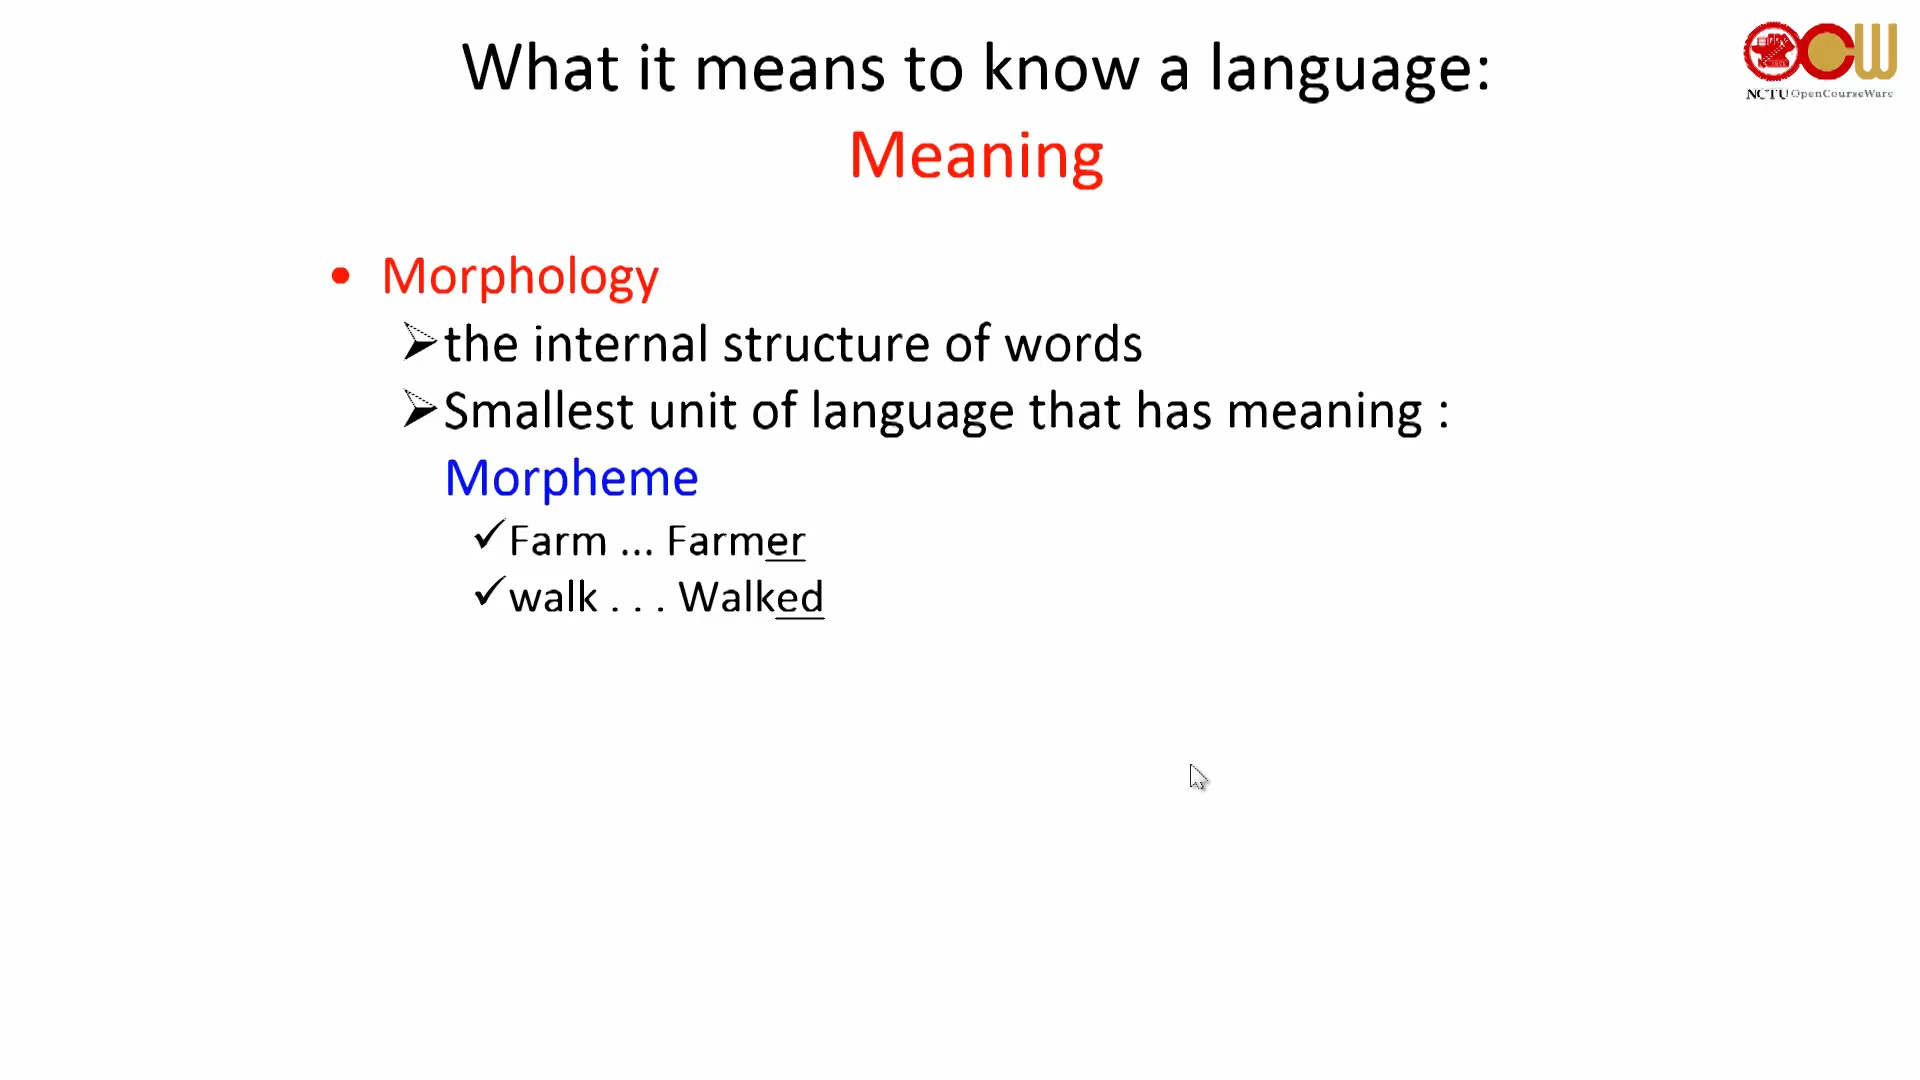 What it means to know a language:
Meaning
OCW
NCTU OpenCourseWare
• Morphology
➢the internal structure of words
➢Smallest unit of language that has meaning :
Morpheme
✓Farm ... Farmer
✓walk . . . Walked